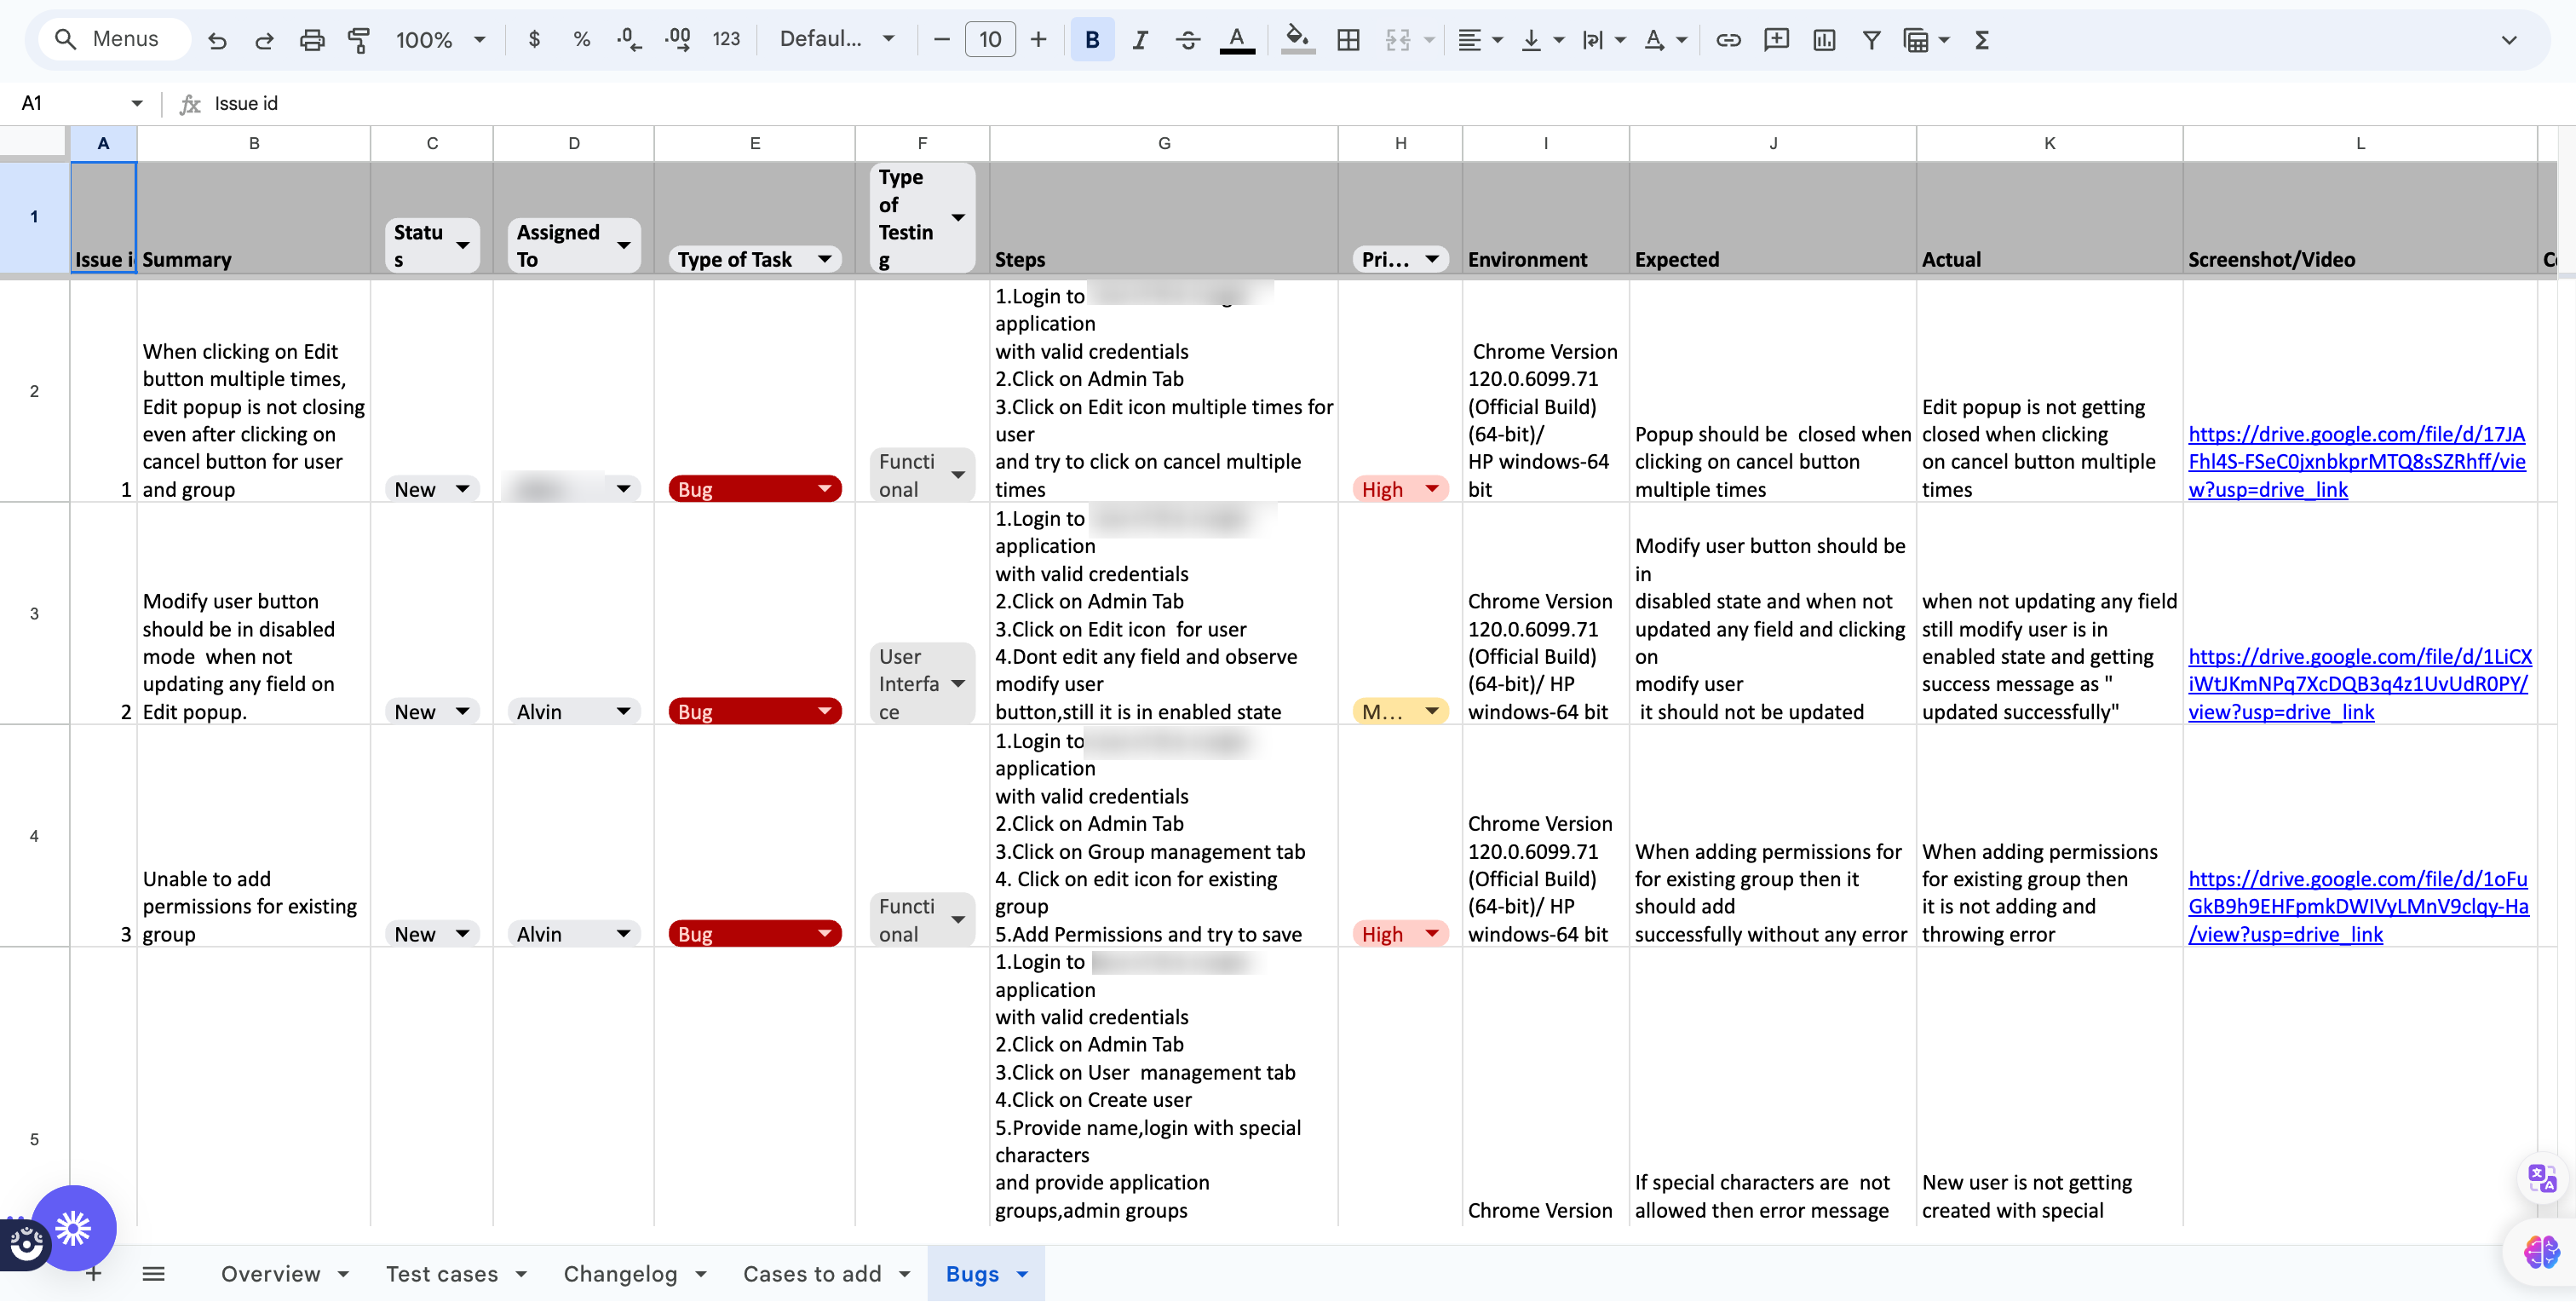 Menus
100%
$
%
.0
.00
123
Defaul...
10
B
I
A
A
Σ
A1
fx
Issue id
A
B
C
D
E
F
G
H
I
J
K
L
1
Summary
Statu
s
Assigned
To
Type of Task
Type
of
Testin
g
Steps
Pri...
Environment
Expected
Actual
Screenshot/Video
2
1
When clicking on Edit
button multiple times,
Edit popup is not closing
even after clicking on
cancel button for user
and group
New
Bug
Functi
onal
1.Login to
application
with valid credentials
2.Click on Admin Tab
3.Click on Edit icon multiple times for
user
and try to click on cancel multiple
times
High
Chrome Version
120.0.6099.71
(Official Build)
(64-bit)/
HP windows-64
bit
Popup should be  closed when
clicking on cancel button
multiple times
Edit popup is not getting
closed when clicking
on cancel button multiple
times
https://drive.google.com/file/d/17JA
Fhl4S-FSeC0jxnbkprMTQ8sSZRhff/vie
w?usp=drive_link
3
2
Modify user button
should be in disabled
mode  when not
updating any field on
Edit popup.
New
Alvin
Bug
User
Interfa
ce
1.Login to
application
with valid credentials
2.Click on Admin Tab
3.Click on Edit icon  for user
4.Dont edit any field and observe
modify user
button,still it is in enabled state
M...
Chrome Version
120.0.6099.71
(Official Build)
(64-bit)/ HP
windows-64 bit
Modify user button should be
in
disabled state and when not
updated any field and clicking
on
modify user
it should not be updated
when not updating any field
still modify user is in
enabled state and getting
success message as "
updated successfully"
https://drive.google.com/file/d/1LiCX
iWtJKmNPq7XcDQB3q4z1UvUdR0PY/
view?usp=drive_link
4
3
Unable to add
permissions for existing
group
New
Alvin
Bug
Functi
onal
1.Login to
application
with valid credentials
2.Click on Admin Tab
3.Click on Group management tab
4. Click on edit icon for existing
group
5.Add Permissions and try to save
High
Chrome Version
120.0.6099.71
(Official Build)
(64-bit)/ HP
windows-64 bit
When adding permissions for
for existing group then it
should add
successfully without any error
When adding permissions
for existing group then
it is not adding and
throwing error
https://drive.google.com/file/d/1oFu
GkB9h9EHFpmkDWIVyLMnV9clqy-Ha
/view?usp=drive_link
5
1.Login to
application
with valid credentials
2.Click on Admin Tab
3.Click on User  management tab
4.Click on Create user
5.Provide name,login with special
characters
and provide application
groups,admin groups
Chrome Version
If special characters are  not
allowed then error message
New user is not getting
created with special
Overview
Test cases
Changelog
Cases to add
Bugs